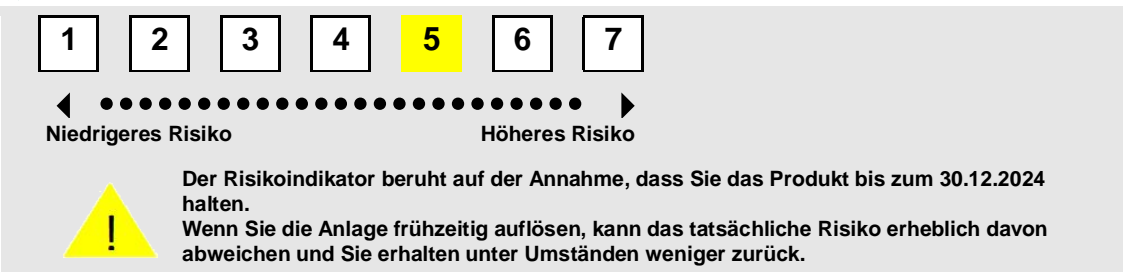 1 2 3 4 5 6 7
Niedrigeres Risiko Höheres Risiko
Der Risikoindikator beruht auf der Annahme, dass Sie das Produkt bis zum 30.12.2024
halten.
Wenn Sie die Anlage frühzeitig auflösen, kann das tatsächliche Risiko erheblich davon
abweichen und Sie erhalten unter Umständen weniger zurück.
!